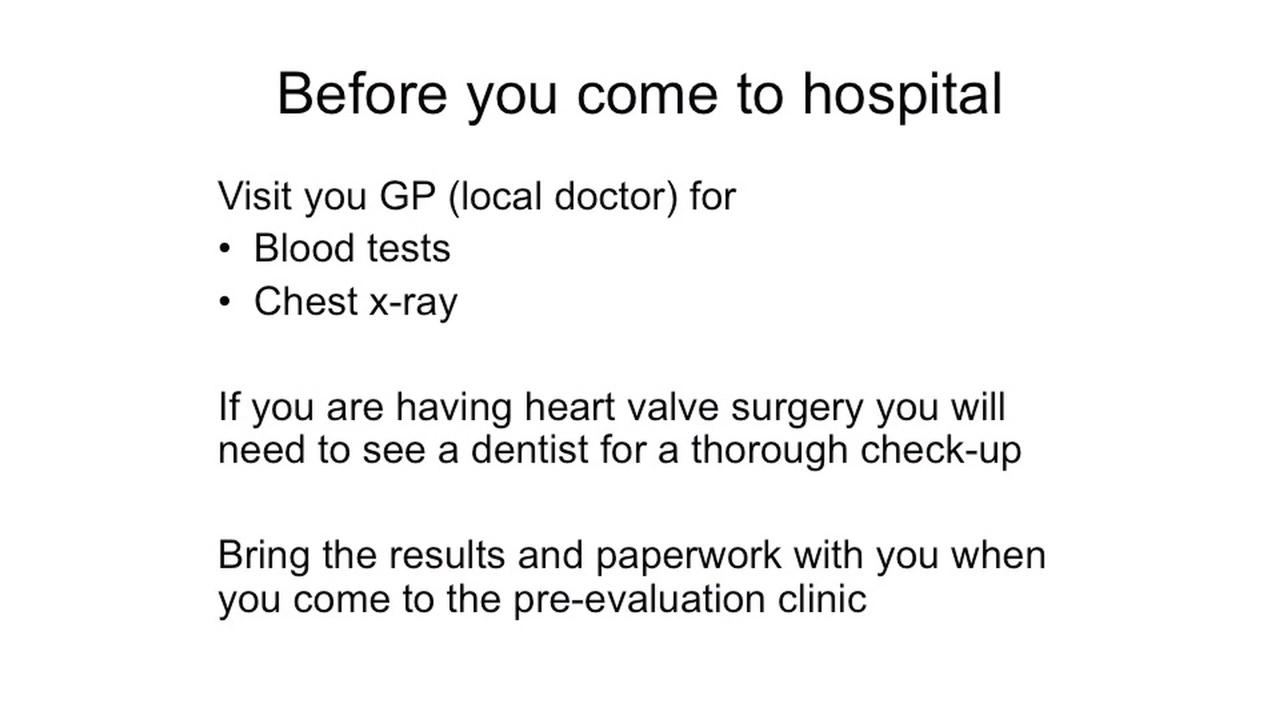 Before you come to hospital
Visit you GP (local doctor) for
• Blood tests
• Chest x-ray
If you are having heart valve surgery you will
need to see a dentist for a thorough check-up
Bring the results and paperwork with you when
you come to the pre-evaluation clinic